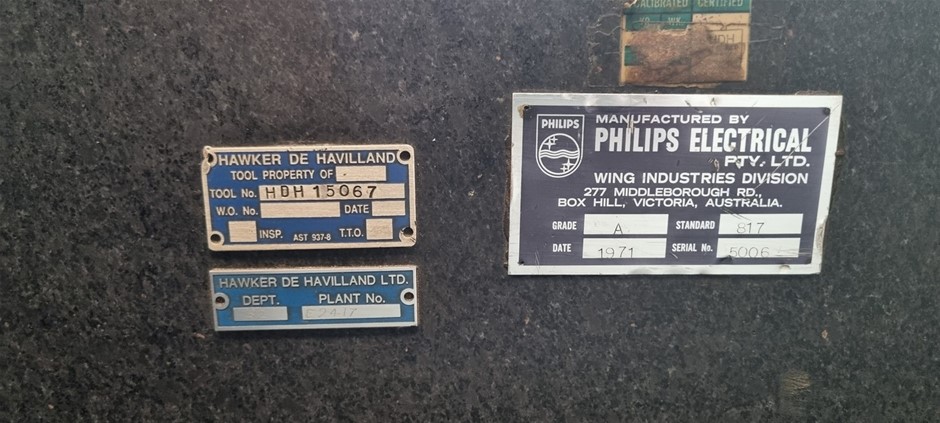 CALIBRATED CERTIFIED
HAWKER DE HAVILLAND
TOOL PROPERTY OF
TOOL No. HDH 15067
W.O. No. DATE
INSP. AST 937-8 T.T.O.
HAWKER DE HAVILLAND LTD.
DEPT. PLANT No.
PHILIPS
MANUFACTURED BY
PHILIPS ELECTRICAL
PTY. LTD.
WING INDUSTRIES DIVISION
277 MIDDLEBOROUGH RD.,
BOX HILL, VICTORIA, AUSTRALIA.
GRADE A STANDARD 817
DATE 1971 SERIAL No. 5006